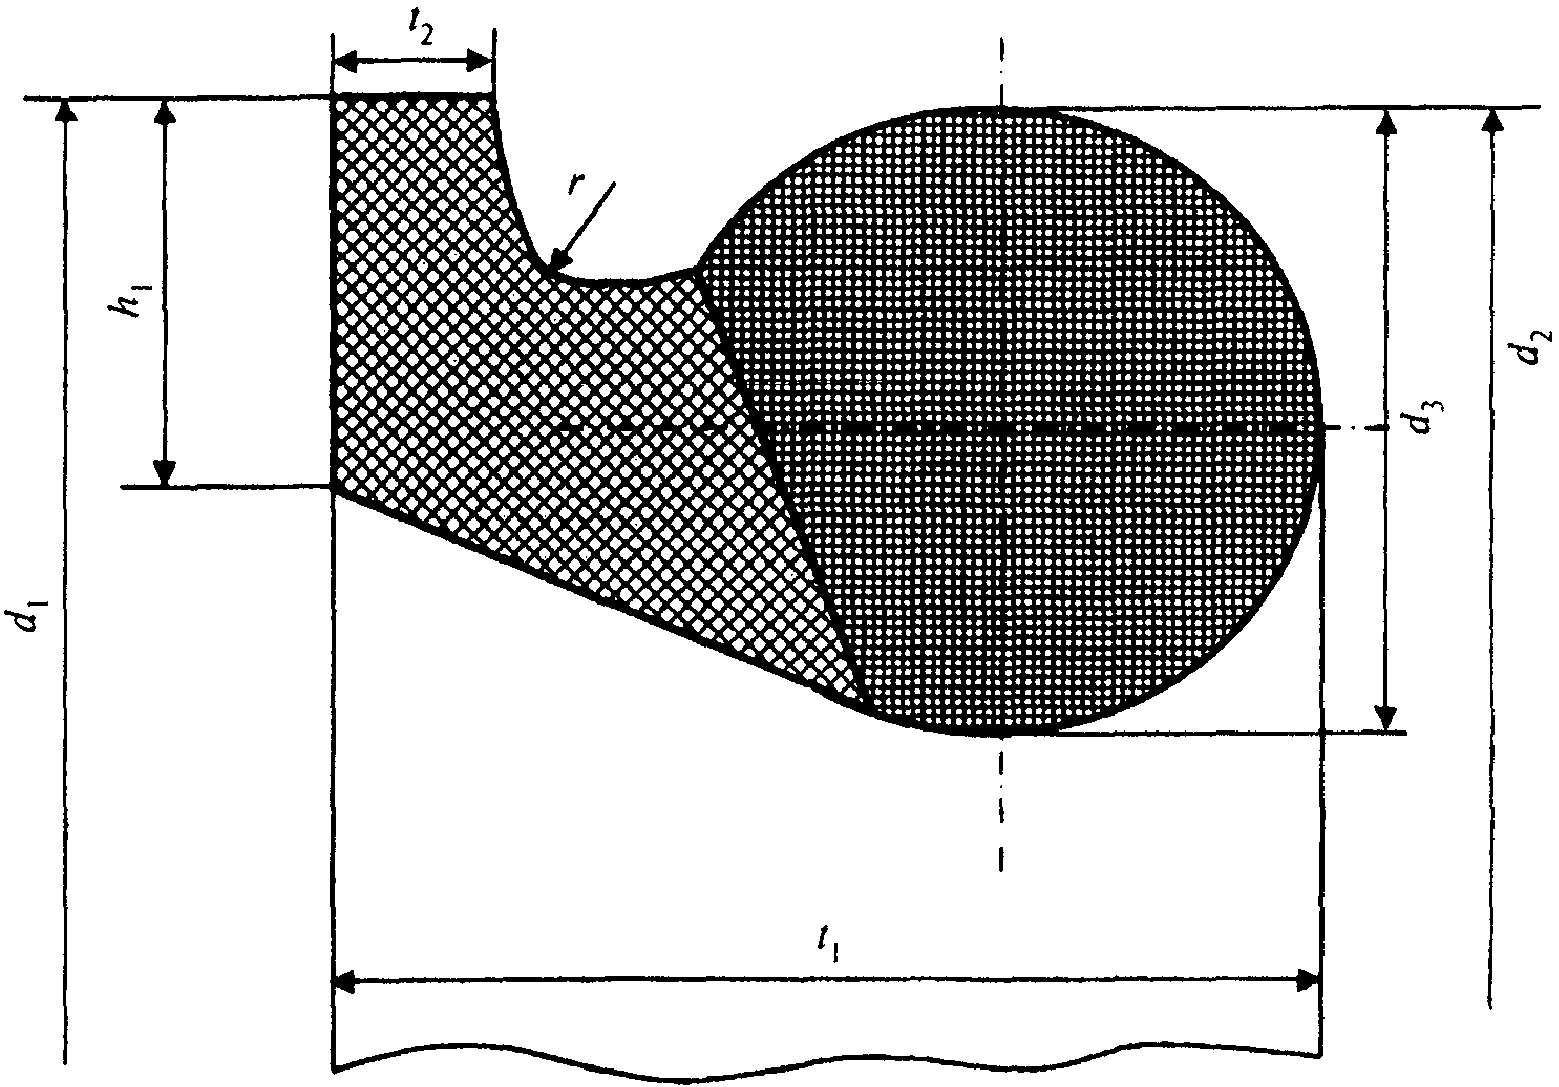 t₂
r
h₁
d₂
d₃
d₁
t₁